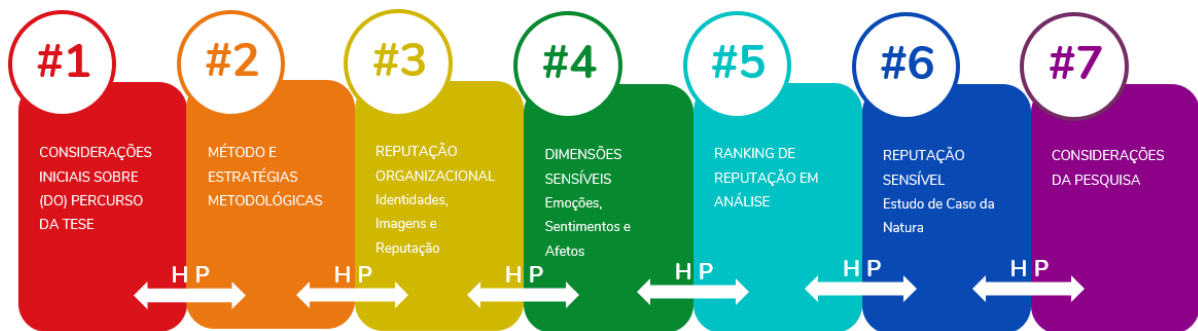 #1
CONSIDERAÇÕES
INICIAIS SOBRE
(DO) PERCURSO
DA TESE
#2
MÉTODO E
ESTRATÉGIAS
METODOLÓGICAS
#3
REPUTAÇÃO
ORGANIZACIONAL
Identidades,
Imagens e
Reputação
#4
DIMENSÕES
SENSÍVEIS
Emoções,
Sentimentos e
Afetos
#5
RANKING DE
REPUTAÇÃO EM
ANÁLISE
#6
REPUTAÇÃO
SENSÍVEL
Estudo de Caso da
Natura
#7
CONSIDERAÇÕES
DA PESQUISA
H P
H P
H P
H P
H P
H P